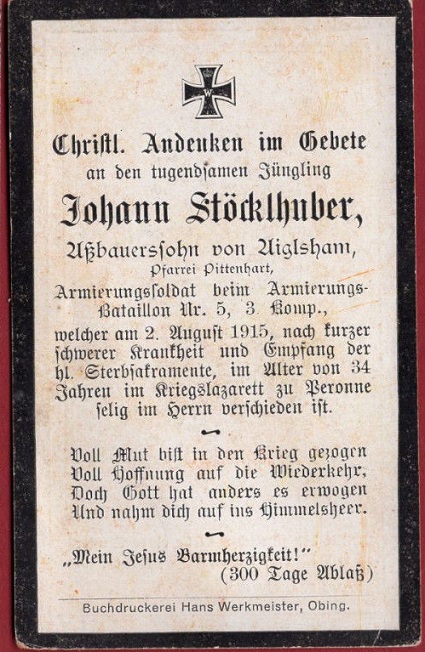 W
Christl. Andenken im Gebete
an den tugendsamen Jüngling
Johann Stöcklhuber,
Aßbauerssohn von Aiglsham,
Pfarrei Pittenhart,
Armierungssoldat beim Armierungs-
Bataillon Nr. 5, 3 Komp.,
welcher am 2. August 1915, nach kurzer
schwerer Krankheit und Empfang der
hl. Sterbsakramente, im Alter von 34
Jahren im Kriegslazarett zu Peronne
selig im Herrn verschieden ist.
Voll Mut bist in den Krieg gezogen
Voll Hoffnung auf die Wiederkehr,
Doch Gott hat anders es erwogen
Und nahm dich auf ins Himmelsheer.
„Mein Jesus Barmherzigkeit!"
(300 Tage Ablaß)
Buchdruckerei Hans Werkmeister, Obing.